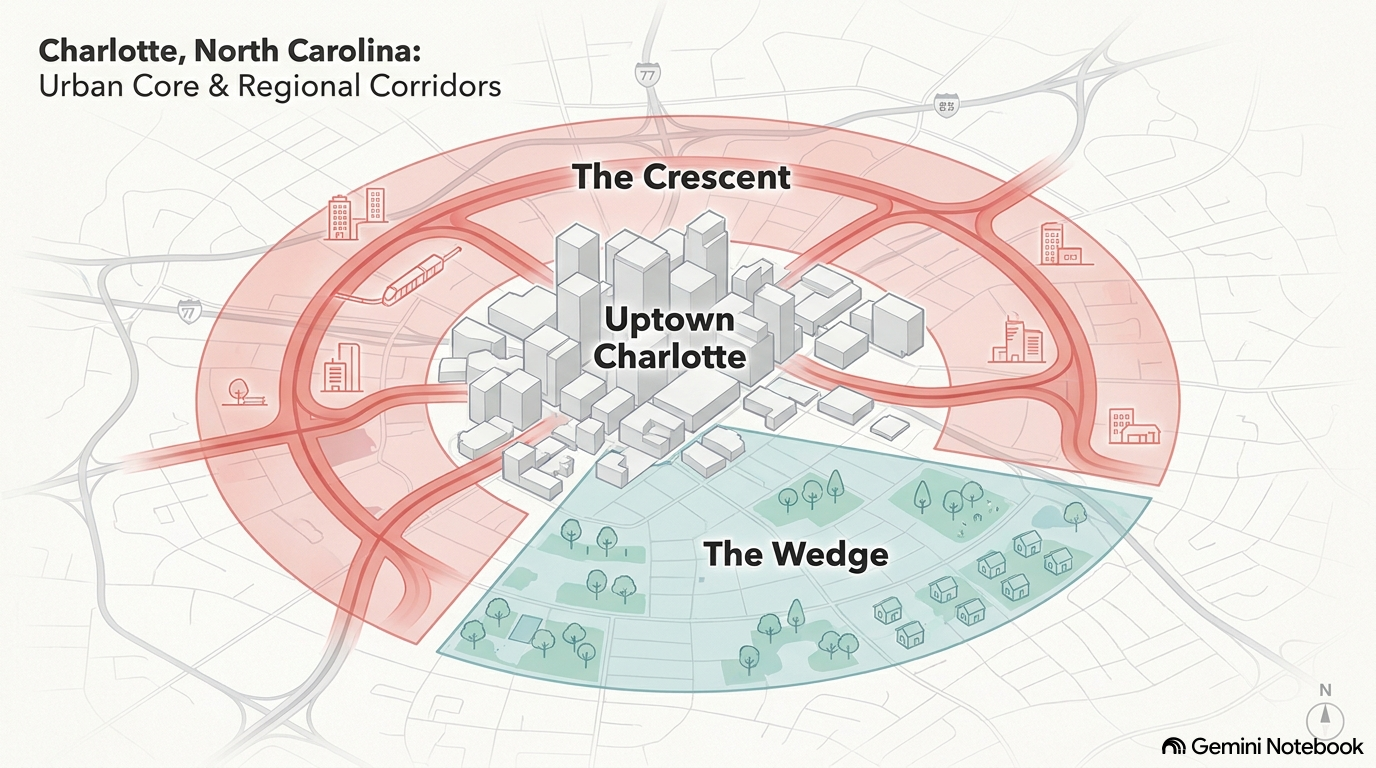 Charlotte, North Carolina:
Urban Core & Regional Corridors
77
The Crescent
77
Uptown
Charlotte
The Wedge
N
Gemini Notebook